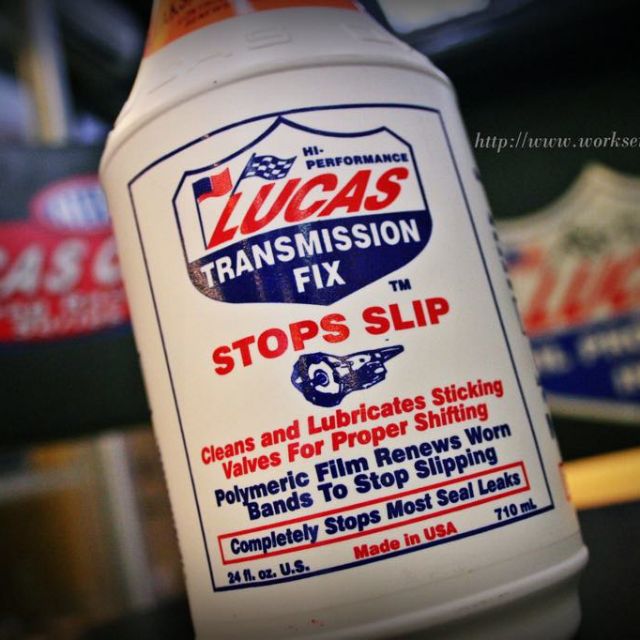 http://www.workse
HI-
PERFORMANCE
LUCAS
TRANSMISSION
FIX
TM
STOPS SLIP
Cleans and Lubricates Sticking
Valves For Proper Shifting
Polymeric Film Renews Worn
Bands To Stop Slipping
Completely Stops Most Seal Leaks
24 fl. oz. U.S. Made in USA 710 mL